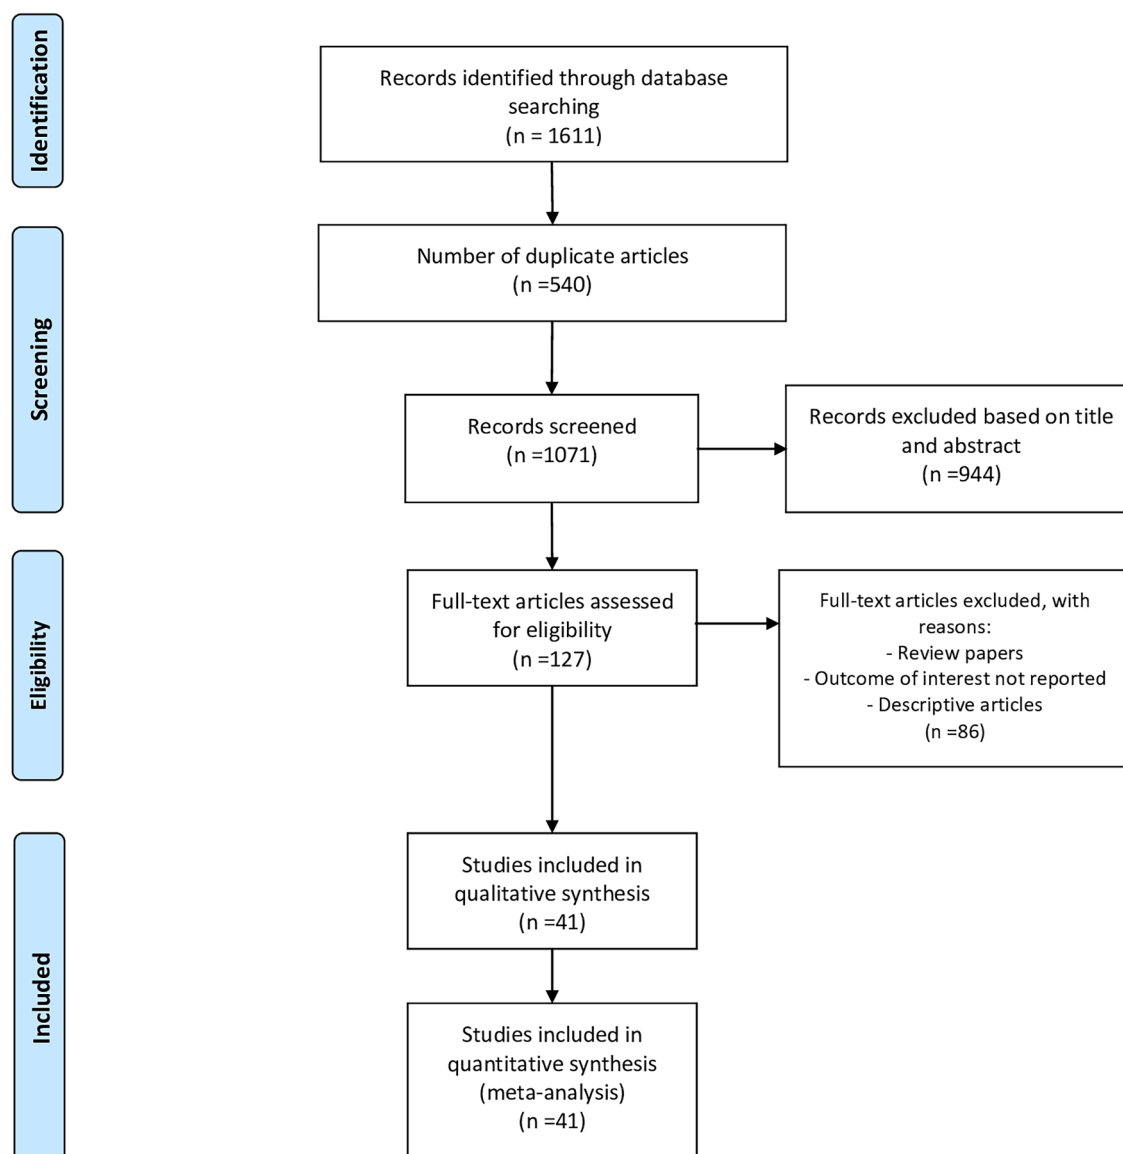 Identification
Records identified through database
searching
(n = 1611)
Screening
Number of duplicate articles
(n =540)
Records screened
(n =1071)
Records excluded based on title
and abstract
(n =944)
Eligibility
Full-text articles assessed
for eligibility
(n =127)
Full-text articles excluded, with
reasons:
- Review papers
- Outcome of interest not reported
- Descriptive articles
(n =86)
Included
Studies included in
qualitative synthesis
(n =41)
Studies included in
quantitative synthesis
(meta-analysis)
(n =41)